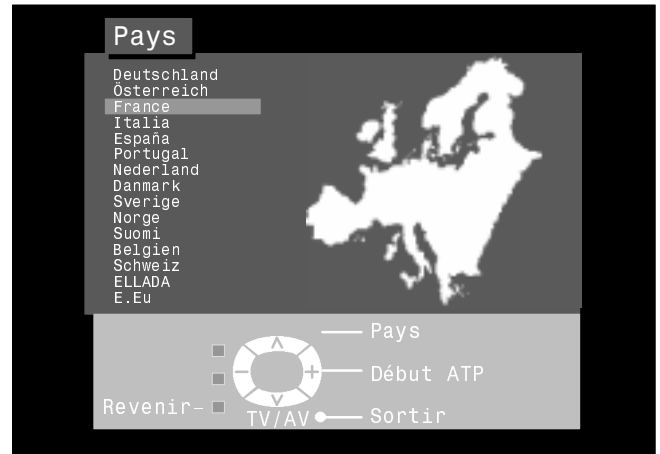 Pays
Deutschland
Österreich
France
Italia
España
Portugal
Nederland
Danmark
Sverige
Norge
Suomi
Belgien
Schweiz
ELLADA
E.Eu
Pays
Début ATP
Revenir
TV/AV
Sortir